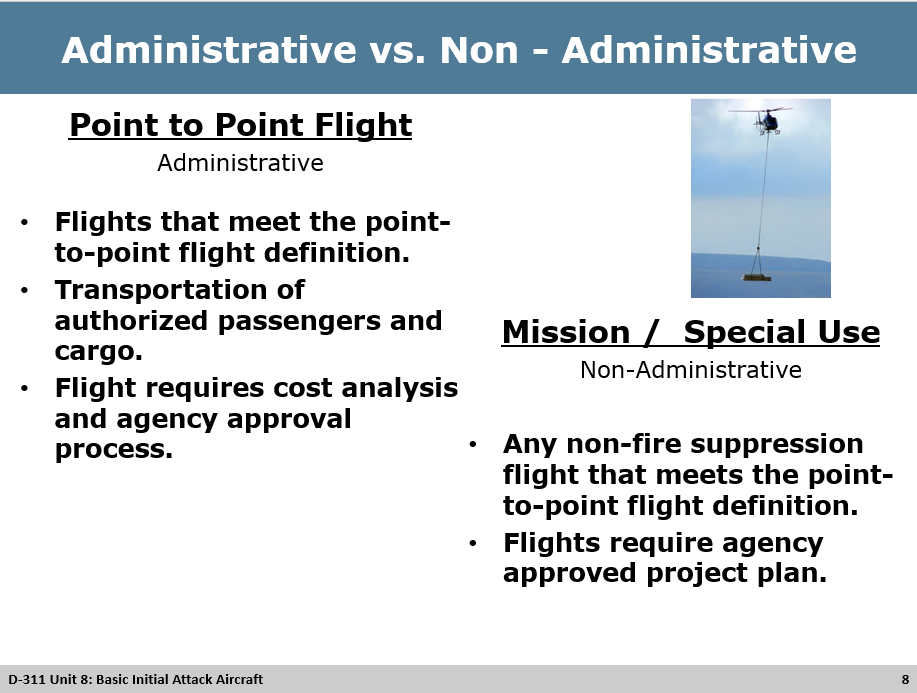 Administrative vs. Non - Administrative
Point to Point Flight
Administrative
• Flights that meet the point-
to-point flight definition.
• Transportation of
authorized passengers and
cargo.
• Flight requires cost analysis
and agency approval
process.
Mission /  Special Use
Non-Administrative
• Any non-fire suppression
flight that meets the point-
to-point flight definition.
• Flights require agency
approved project plan.
D-311 Unit 8: Basic Initial Attack Aircraft
8